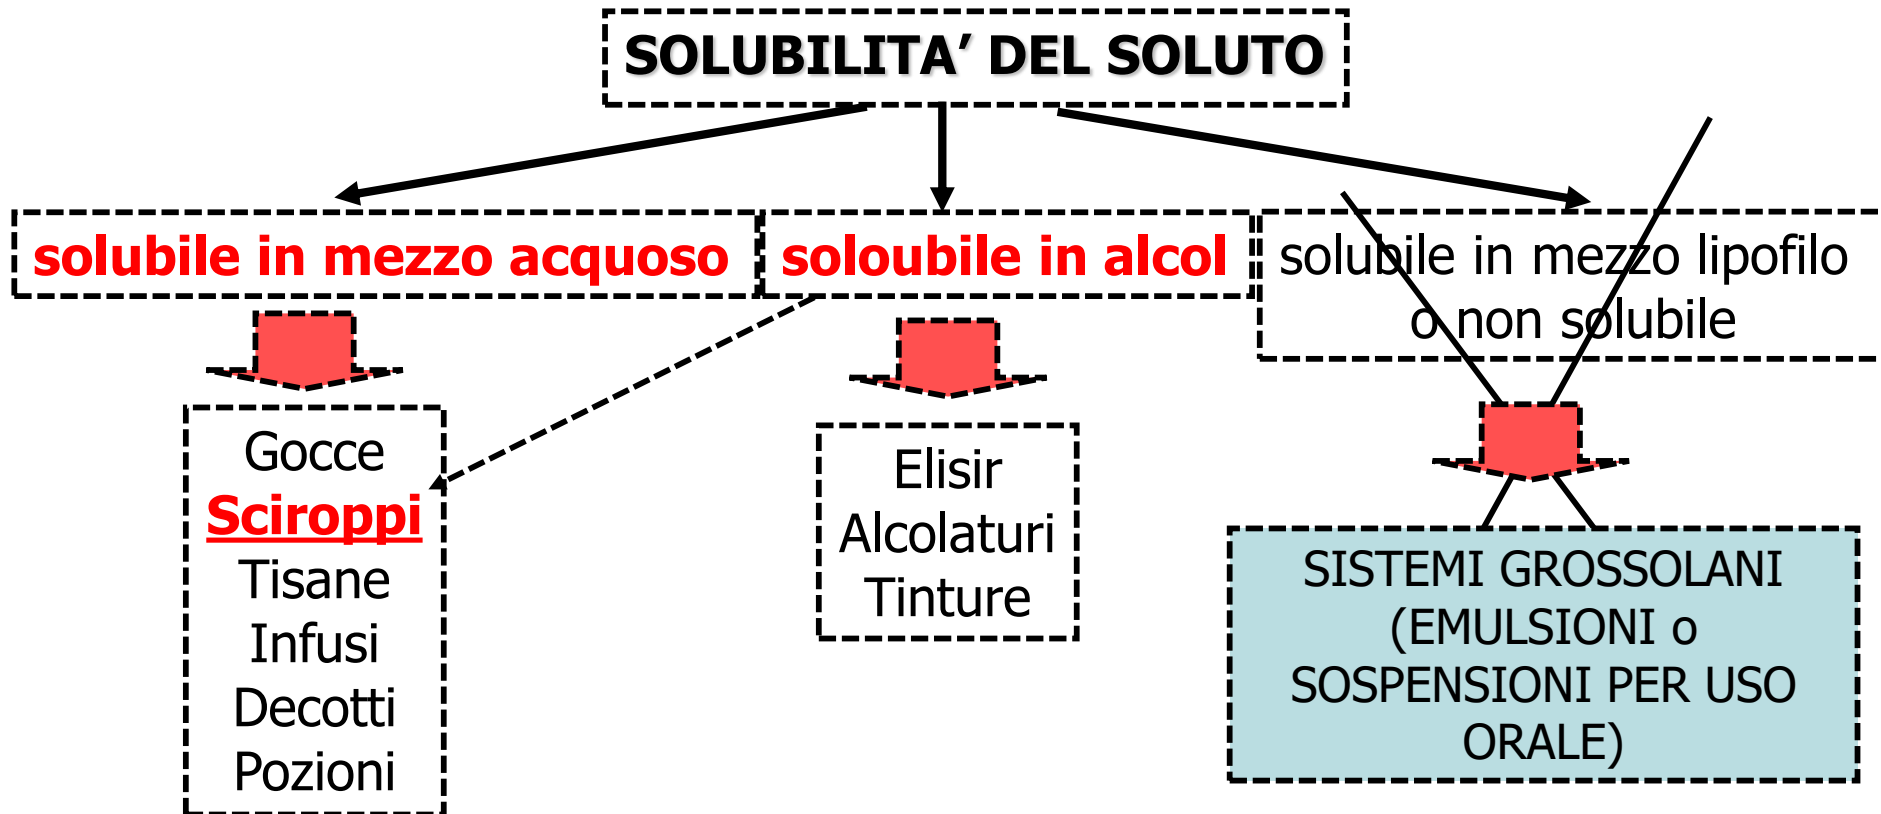 SOLUBILITA’ DEL SOLUTO
solubile in mezzo acquoso
soloubile in alcol
solubile in mezzo lipofilo
o non solubile
Gocce
Sciroppi
Tisane
Infusi
Decotti
Pozioni
Elisir
Alcolaturi
Tinture
SISTEMI GROSSOLANI
(EMULSIONI o
SOSPENSIONI PER USO
ORALE)